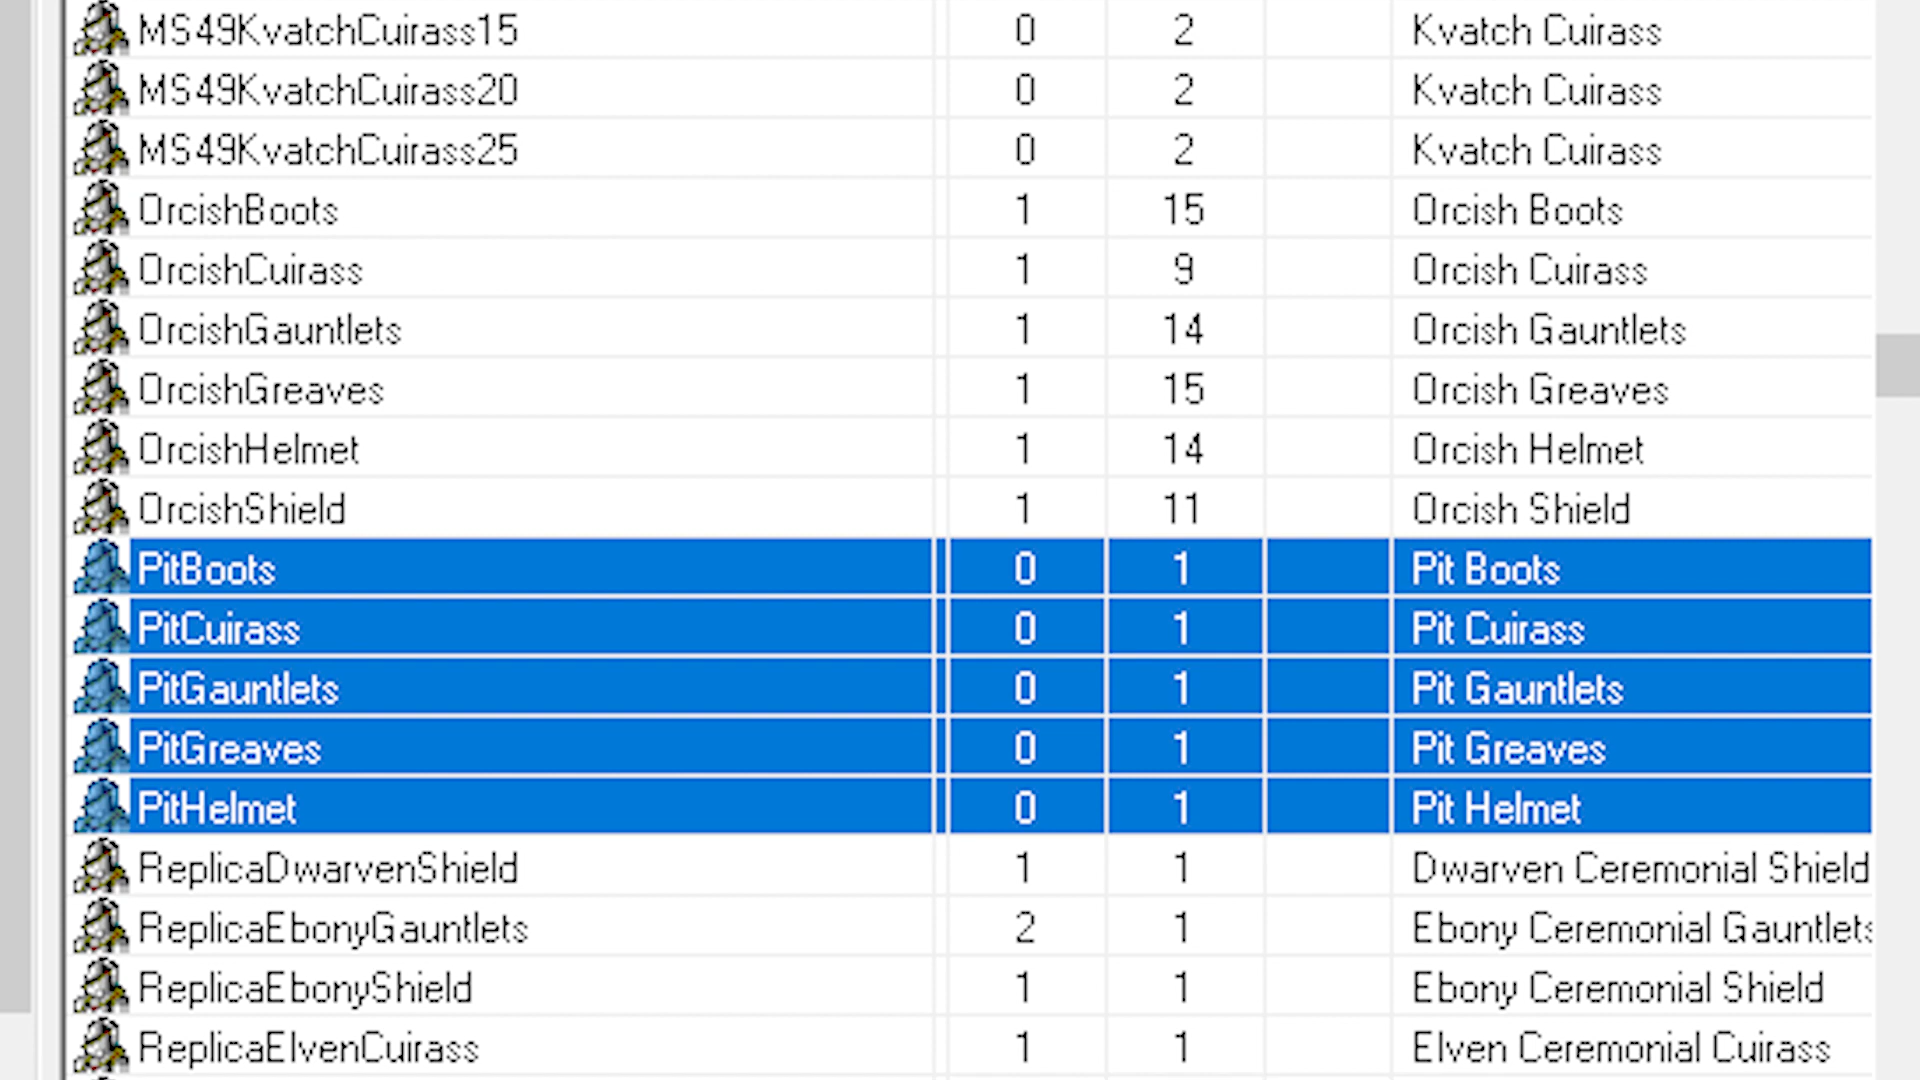 MS49KvatchCuirass15 0 2 Kvatch Cuirass
MS49KvatchCuirass20 0 2 Kvatch Cuirass
MS49KvatchCuirass25 0 2 Kvatch Cuirass
OrcishBoots 1 15 Orcish Boots
OrcishCuirass 1 9 Orcish Cuirass
OrcishGauntlets 1 14 Orcish Gauntlets
OrcishGreaves 1 15 Orcish Greaves
OrcishHelmet 1 14 Orcish Helmet
OrcishShield 1 11 Orcish Shield
PitBoots 0 1 Pit Boots
PitCuirass 0 1 Pit Cuirass
PitGauntlets 0 1 Pit Gauntlets
PitGreaves 0 1 Pit Greaves
PitHelmet 0 1 Pit Helmet
ReplicaDwarvenShield 1 1 Dwarven Ceremonial Shield
ReplicaEbonyGauntlets 2 1 Ebony Ceremonial Gauntlets
ReplicaEbonyShield 1 1 Ebony Ceremonial Shield
ReplicaElvenCuirass 1 1 Elven Ceremonial Cuirass